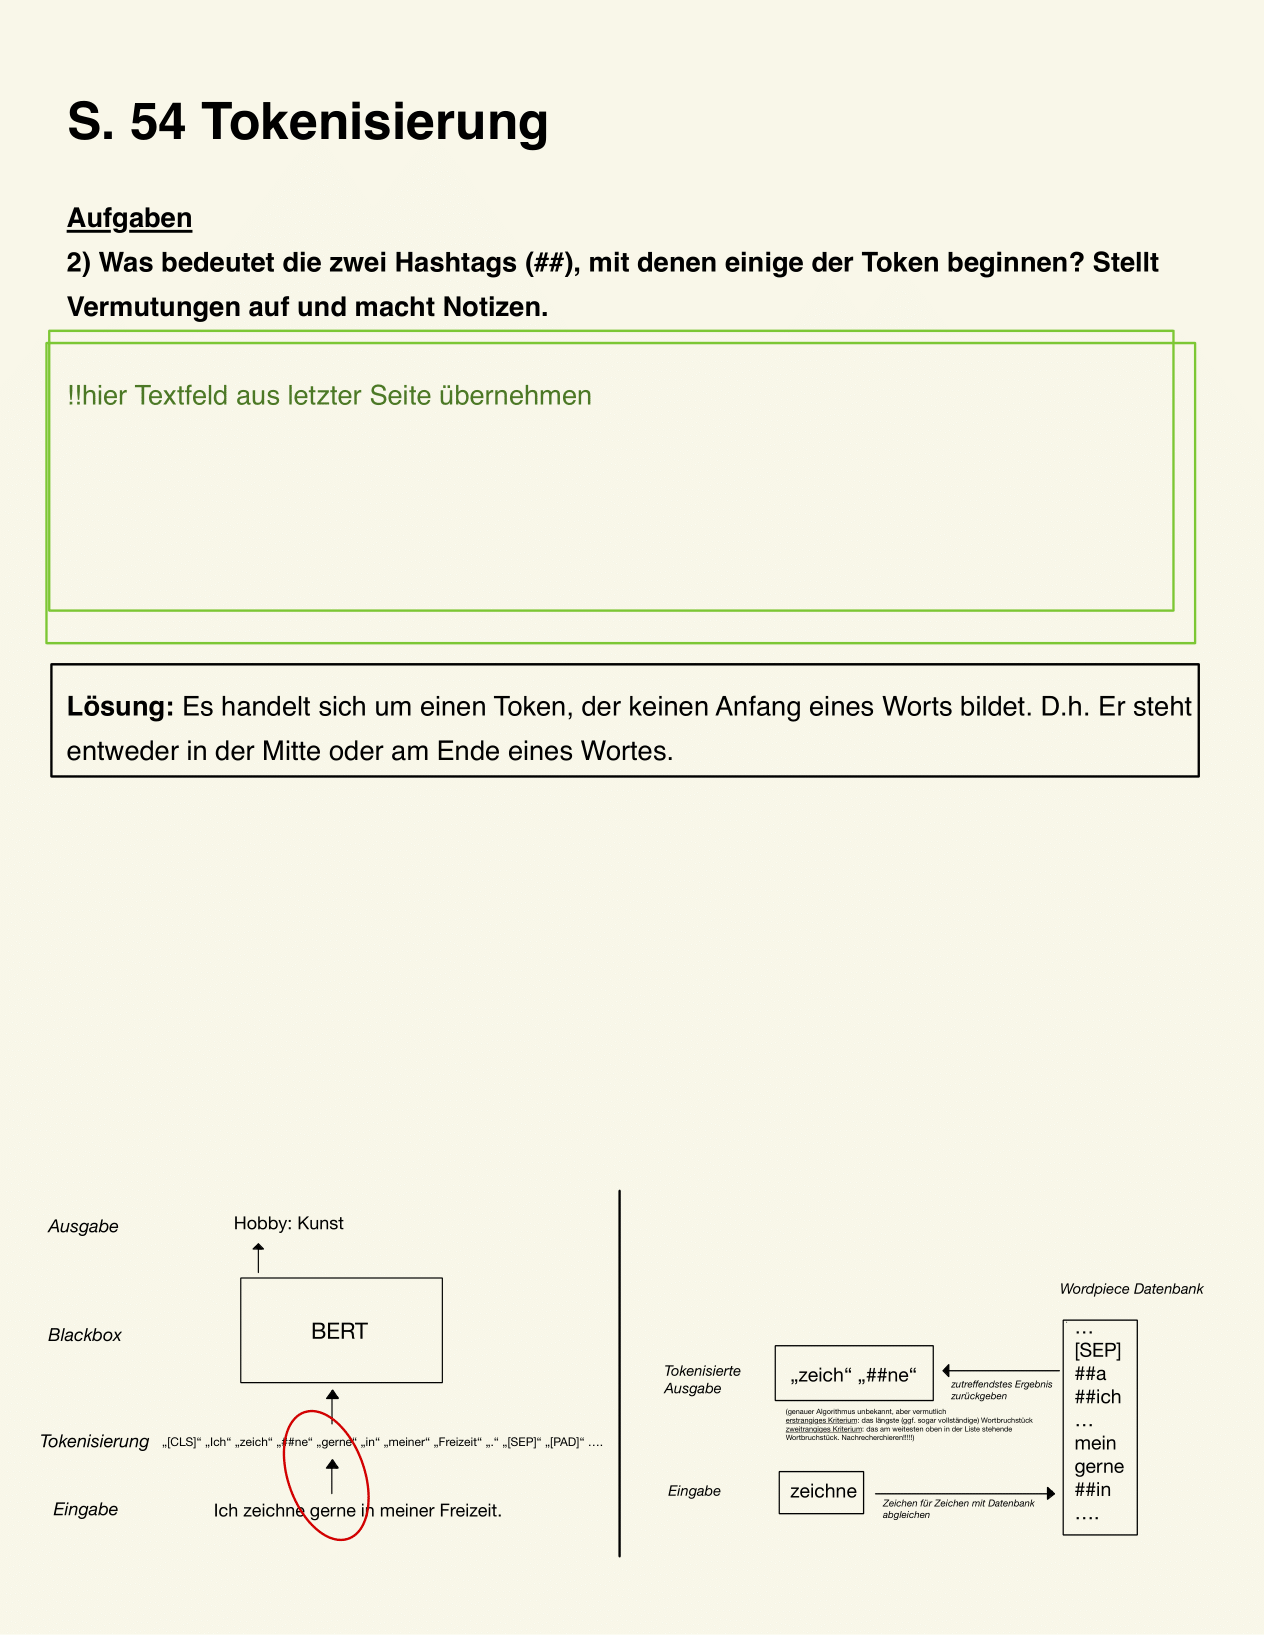 S. 54 Tokenisierung
Aufgaben
2) Was bedeutet die zwei Hashtags (##), mit denen einige der Token beginnen? Stellt
Vermutungen auf und macht Notizen.
!!hier Textfeld aus letzter Seite übernehmen
Lösung: Es handelt sich um einen Token, der keinen Anfang eines Worts bildet. D.h. Er steht
entweder in der Mitte oder am Ende eines Wortes.
Ausgabe
Hobby: Kunst
Blackbox
BERT
Tokenisierung
„[CLS]“ „Ich“ „zeich“ „##ne“ „gerne“ „in“ „meiner“ „Freizeit“ „.“ „[SEP]“ „[PAD]“ ….
Eingabe
Ich zeichne gerne in meiner Freizeit.
Wordpiece Datenbank
…
[SEP]
##a
##ich
…
mein
gerne
##in
….
Tokenisierte
Ausgabe
„zeich“ „##ne“
zutreffendstes Ergebnis
zurückgeben
(genauer Algorithmus unbekannt, aber vermutlich
erstrangiges Kriterium: das längste (ggf. sogar vollständige) Wortbruchstück
zweitrangiges Kriterium: das am weitesten oben in der Liste stehende
Wortbruchstück. Nachrecherchieren!!!!!)
Eingabe
zeichne
Zeichen für Zeichen mit Datenbank
abgleichen